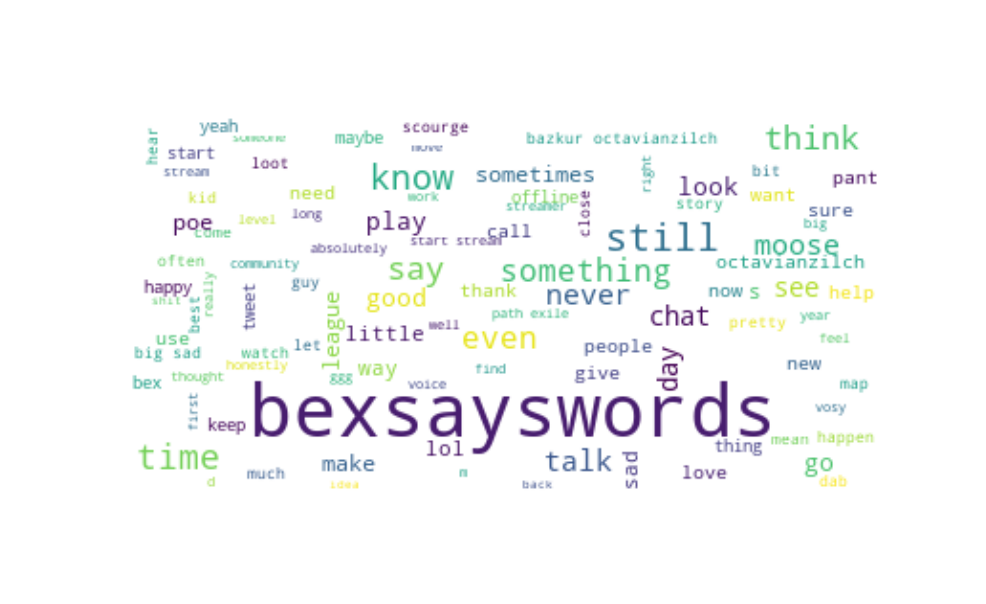 yeah
someone
maybe
scourge
move
bazkur octavianzilch
think
hear
start
loot
stream
know
work
sometimes
right
look
bit
pant
kid
need
offline
streamer
close
story
want
sure
poe
come
level
long
play
start stream
call
still
big
moose
absolutely
often
community
say
something
octavianzilch
happy
shit
really
guy
tweet
good
thank
never
now
s
see
help
best
league
little
well
path exile
chat
pretty
year
use
let
even
feel
big sad
watch
honestly
way
find
people
day
new
bex
thought
ggg
voice
give
map
first
keep
bexsayswords
vosy
time
lol
talk
sad
thing
mean
happen
much
make
m
love
go
d
idea
back
dab